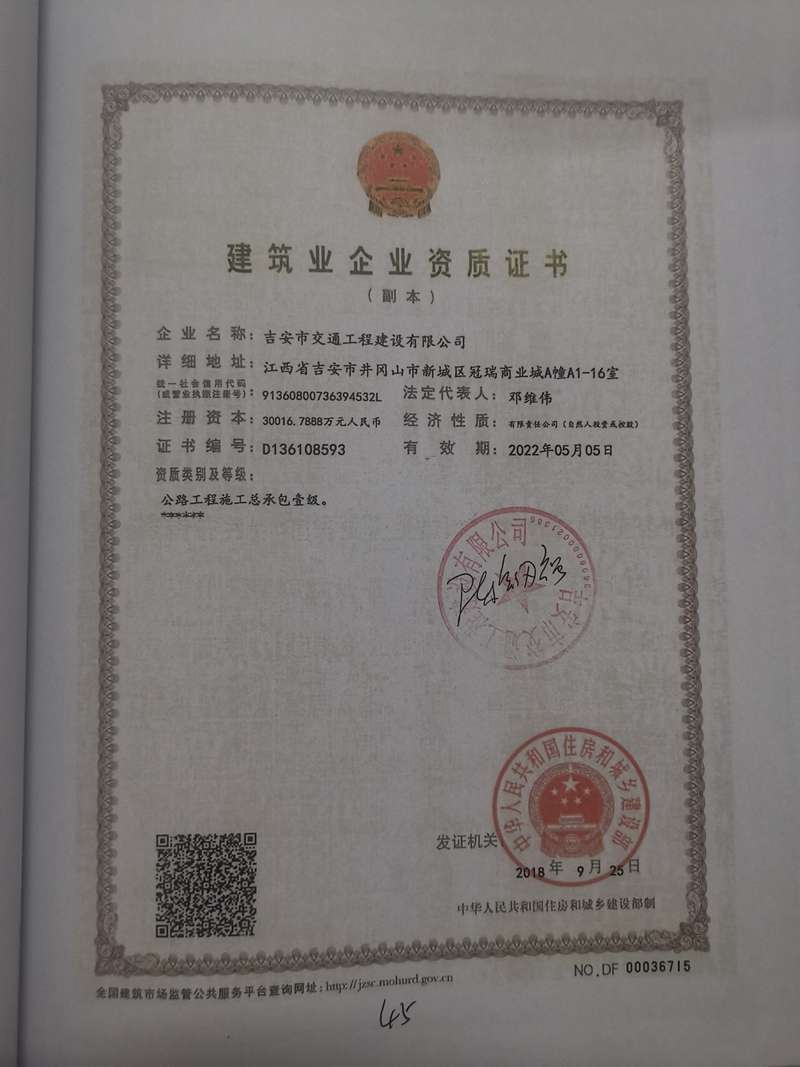 建筑业企业资质证书
（副本）
企业名称：吉安市交通工程建设有限公司
详细地址：江西省吉安市井冈山市新城区冠瑞商业城A幢A1-16室
统一社会信用代码
（或营业执照注册号）：91360800736394532L 法定代表人：邓维伟
注册资本：30016.7888万元人民币 经济性质：有限责任公司（自然人投资或控股）
证书编号：D136108593 有效期：2022年05月05日
资质类别及等级：
公路工程施工总承包壹级。
******
有限公司
吉安市交
中华人民共和国住房和城乡建设部
发证机关
2018年9月25日
中华人民共和国住房和城乡建设部制
NO.DF 00036715
全国建筑市场监管公共服务平台查询网址：http://jzsc.mohurd.gov.cn
45